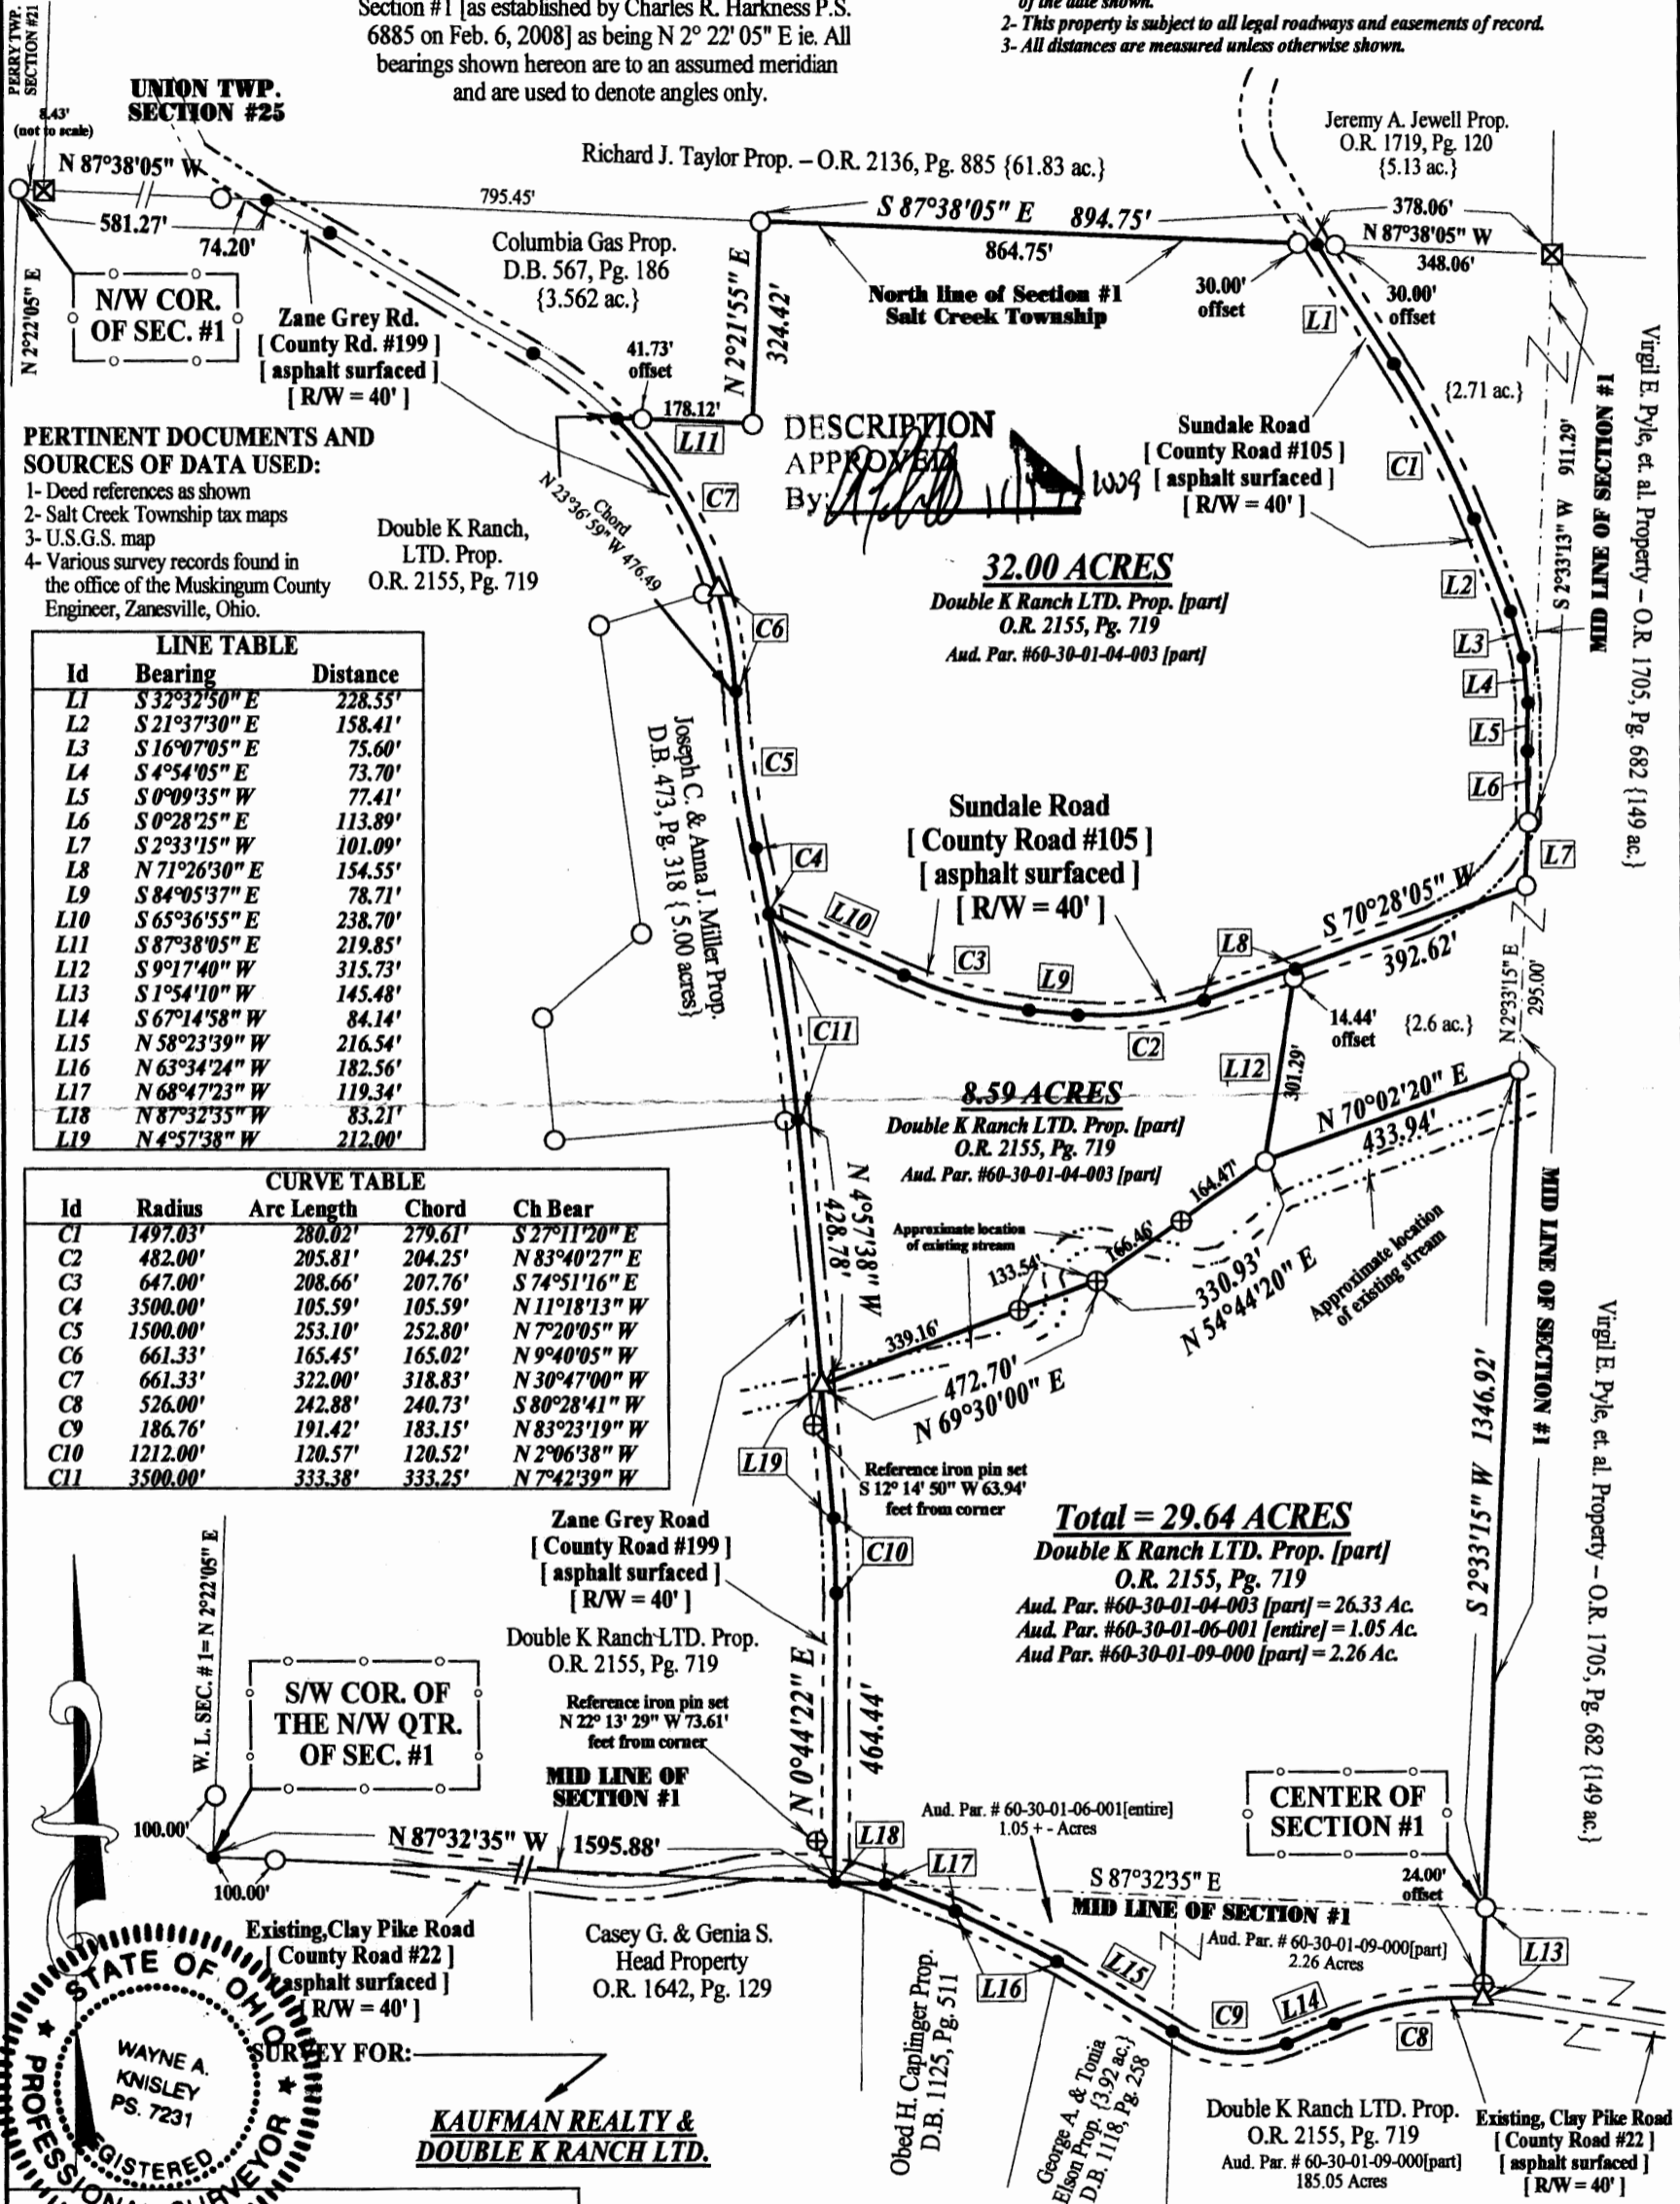 Section #1 [as established by Charles R. Harkness P.S.
6885 on Feb. 6, 2008] as being N 2° 22' 05" E ie. All
bearings shown hereon are to an assumed meridian
and are used to denote angles only.
of the date shown.
2- This property is subject to all legal roadways and easements of record.
3- All distances are measured unless otherwise shown.
PERRY TWP.
SECTION #21
UNION TWP.
SECTION #25
8.43'
(not to scale)
N 87°38'05" W
581.27'
74.20'
795.45'
Richard J. Taylor Prop. – O.R. 2136, Pg. 885 {61.83 ac.}
Jeremy A. Jewell Prop.
O.R. 1719, Pg. 120
{5.13 ac.}
S 87°38'05" E 894.75'
864.75'
378.06'
N 87°38'05" W
348.06'
30.00'
offset
30.00'
offset
North line of Section #1
Salt Creek Township
Columbia Gas Prop.
D.B. 567, Pg. 186
{3.562 ac.}
N 2°21'55" E
324.42'
N 2°22'05" E
N/W COR.
OF SEC. #1
Zane Grey Rd.
[ County Rd. #199 ]
[ asphalt surfaced ]
[ R/W = 40' ]
41.73'
offset
178.12'
L11
L1
{2.71 ac.}
Sundale Road
[ County Road #105 ]
[ asphalt surfaced ]
[ R/W = 40' ]
C1
DESCRIPTION
APPROVED
By:
C7
Chord
N 23°36'59" W 476.49
PERTINENT DOCUMENTS AND
SOURCES OF DATA USED:
1- Deed references as shown
2- Salt Creek Township tax maps
3- U.S.G.S. map
4- Various survey records found in
the office of the Muskingum County
Engineer, Zanesville, Ohio.
Double K Ranch,
LTD. Prop.
O.R. 2155, Pg. 719
32.00 ACRES
Double K Ranch LTD. Prop. [part]
O.R. 2155, Pg. 719
Aud. Par. #60-30-01-04-003 [part]
S 2°33'13" W 911.29'
MID LINE OF SECTION #1
Virgil E. Pyle, et. al. Property – O.R. 1705, Pg. 682 {149 ac.}
L2
L3
L4
L5
L6
L7
C6
C5
C4
LINE TABLE
Id Bearing Distance
L1 S 32°32'50" E 228.55'
L2 S 21°37'30" E 158.41'
L3 S 16°07'05" E 75.60'
L4 S 4°54'05" E 73.70'
L5 S 0°09'35" W 77.41'
L6 S 0°28'25" E 113.89'
L7 S 2°33'15" W 101.09'
L8 N 71°26'30" E 154.55'
L9 S 84°05'37" E 78.71'
L10 S 65°36'55" E 238.70'
L11 S 87°38'05" E 219.85'
L12 S 9°17'40" W 315.73'
L13 S 1°54'10" W 145.48'
L14 S 67°14'58" W 84.14'
L15 N 58°23'39" W 216.54'
L16 N 63°34'24" W 182.56'
L17 N 68°47'23" W 119.34'
L18 N 87°32'35" W 83.21'
L19 N 4°57'38" W 212.00'
Joseph C. & Anna J. Miller Prop.
D.B. 473, Pg. 318 { 5.00 acres}
Sundale Road
[ County Road #105 ]
[ asphalt surfaced ]
[ R/W = 40' ]
L10
C3
L9
L8
C2
S 70°28'05" W
392.62'
14.44'
offset
{2.6 ac.}
N 2°33'15" E
295.00'
C11
L12
301.29'
8.59 ACRES
Double K Ranch LTD. Prop. [part]
O.R. 2155, Pg. 719
Aud. Par. #60-30-01-04-003 [part]
N 70°02'20" E
433.94'
CURVE TABLE
Id Radius Arc Length Chord Ch Bear
C1 1497.03' 280.02' 279.61' S 27°11'20" E
C2 482.00' 205.81' 204.25' N 83°40'27" E
C3 647.00' 208.66' 207.76' S 74°51'16" E
C4 3500.00' 105.59' 105.59' N 11°18'13" W
C5 1500.00' 253.10' 252.80' N 7°20'05" W
C6 661.33' 165.45' 165.02' N 9°40'05" W
C7 661.33' 322.00' 318.83' N 30°47'00" W
C8 526.00' 242.88' 240.73' S 80°28'41" W
C9 186.76' 191.42' 183.15' N 83°23'19" W
C10 1212.00' 120.57' 120.52' N 2°06'38" W
C11 3500.00' 333.38' 333.25' N 7°42'39" W
N 4°57'38" W
428.78'
Approximate location
of existing stream
133.54'
166.46'
164.47'
339.16'
472.70'
N 69°30'00" E
330.93'
N 54°44'20" E
Approximate location
of existing stream
MID LINE OF SECTION #1
S 2°33'15" W 1346.92'
Virgil E. Pyle, et. al. Property – O.R. 1705, Pg. 682 {149 ac.}
L19
Reference iron pin set
S 12° 14' 50" W 63.94'
feet from corner
C10
Zane Grey Road
[ County Road #199 ]
[ asphalt surfaced ]
[ R/W = 40' ]
Double K Ranch LTD. Prop.
O.R. 2155, Pg. 719
Total = 29.64 ACRES
Double K Ranch LTD. Prop. [part]
O.R. 2155, Pg. 719
Aud. Par. #60-30-01-04-003 [part] = 26.33 Ac.
Aud. Par. #60-30-01-06-001 [entire] = 1.05 Ac.
Aud Par. #60-30-01-09-000 [part] = 2.26 Ac.
W. L. SEC. # 1= N 2°22'05" E
S/W COR. OF
THE N/W QTR.
OF SEC. #1
Reference iron pin set
N 22° 13' 29" W 73.61'
feet from corner
MID LINE OF
SECTION #1
N 0°44'22" E
464.44'
100.00'
100.00'
N 87°32'35" W 1595.88'
L18
L17
Aud. Par. # 60-30-01-06-001[entire]
1.05 + - Acres
CENTER OF
SECTION #1
24.00'
offset
S 87°32'35" E
MID LINE OF SECTION #1
Aud. Par. # 60-30-01-09-000[part]
2.26 Acres
L13
Existing,Clay Pike Road
[ County Road #22 ]
[ asphalt surfaced ]
[ R/W = 40' ]
Casey G. & Genia S.
Head Property
O.R. 1642, Pg. 129
L16
L15
C9
L14
C8
Obed H. Caplinger Prop.
D.B. 1125, Pg. 511
George A. & Tonia
Elson Prop. {3.92 ac.}
D.B. 1118, Pg. 258
STATE OF OHIO
WAYNE A.
KNISLEY
PS. 7231
REGISTERED
PROFESSIONAL SURVEYOR
SURVEY FOR:
KAUFMAN REALTY &
DOUBLE K RANCH LTD.
Double K Ranch LTD. Prop.
O.R. 2155, Pg. 719
Aud. Par. # 60-30-01-09-000[part]
185.05 Acres
Existing, Clay Pike Road
[ County Road #22 ]
[ asphalt surfaced ]
[ R/W = 40' ]